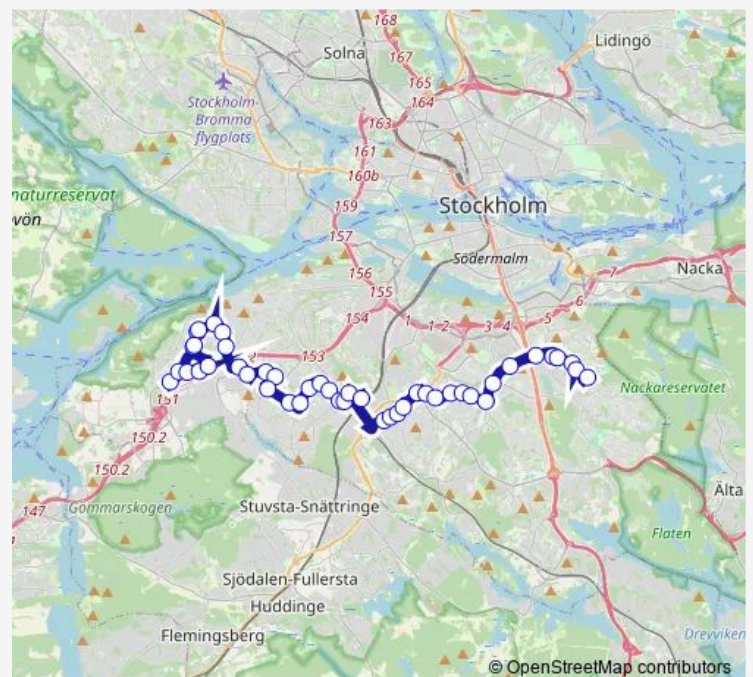 168
Solna
167
Lidingö
165
Stockholm-
Bromma
flygplats
164
163
161
160b
naturreservat
vön
159
Stockholm
157
Södermalm
156
7
Nacka
155
6
154
1
1
2
3
4
5
153
151
Nackareservatet
150.2
150.2
Älta
147
Gömmarskogen
Stuvsta-Snättringe
Flaten
Sjödalen-Fullersta
Huddinge
Flemingsberg
Drevviken
© OpenStreetMap contributors